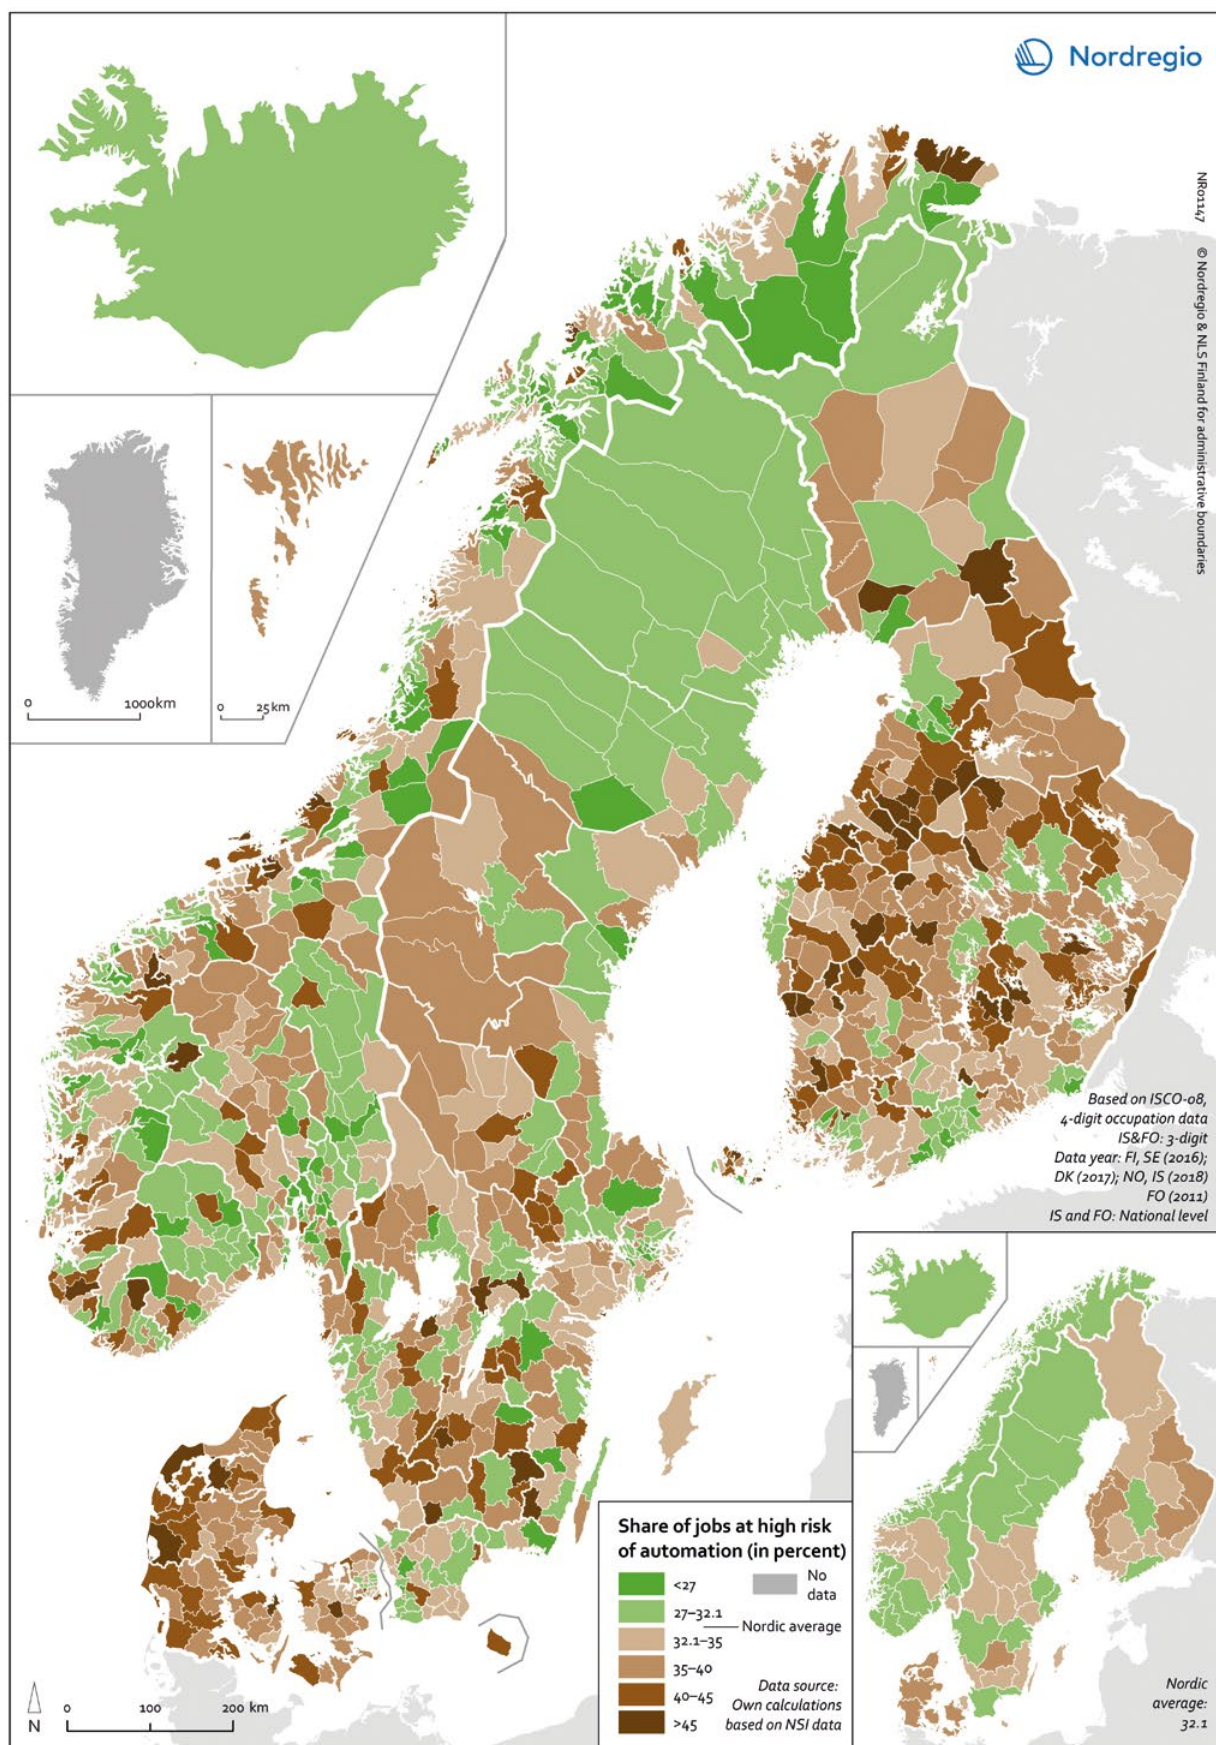 Nordregio
NR01147 © Nordregio & NLS Finland for administrative boundaries
0 1000km
0 25 km
Based on ISCO-08,
4-digit occupation data
IS&FO: 3-digit
Data year: FI, SE (2016);
DK (2017); NO, IS (2018)
FO (2011)
IS and FO: National level
Share of jobs at high risk
of automation (in percent)
<27
No
data
27–32.1
Nordic average
32.1–35
35–40
40–45
>45
Data source:
Own calculations
based on NSI data
N
0 100 200 km
Nordic
average:
32.1